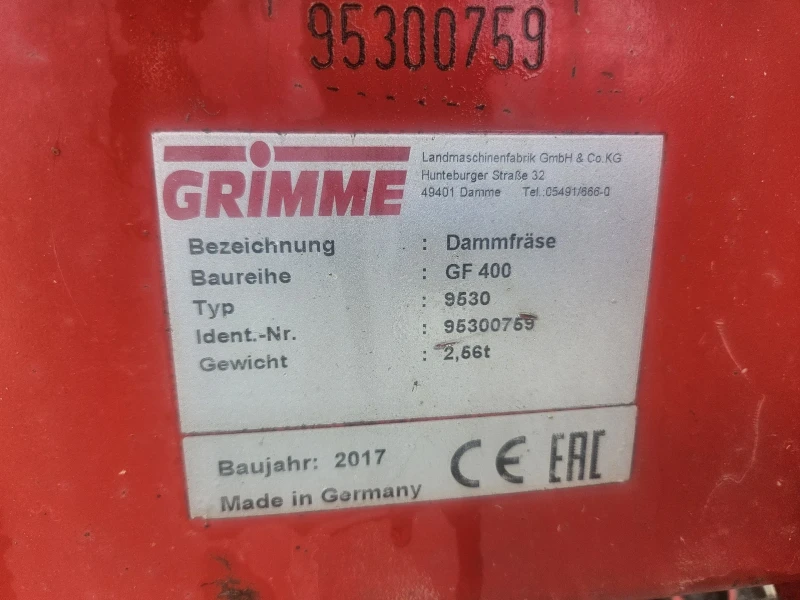 95300759
GRIMME
Landmaschinenfabrik GmbH & Co.KG
Hunteburger Straße 32
49401 Damme Tel.:05491/666-0
Bezeichnung : Dammfräse
Baureihe : GF 400
Typ : 9530
Ident.-Nr. : 95300759
Gewicht : 2,56t
Baujahr: 2017
Made in Germany
CE EAC